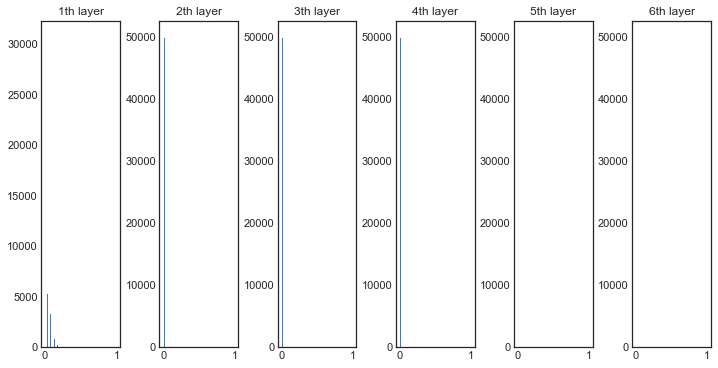 1th layer 2th layer 3th layer 4th layer 5th layer 6th layer
30000 50000 50000 50000 50000 50000
25000 40000 40000 40000 40000 40000
20000 30000 30000 30000 30000 30000
15000 20000 20000 20000 20000 20000
10000 10000 10000 10000 10000 10000
5000
0 0 0 0 0 0
0 1 0 1 0 1 0 1 0 1 0 1